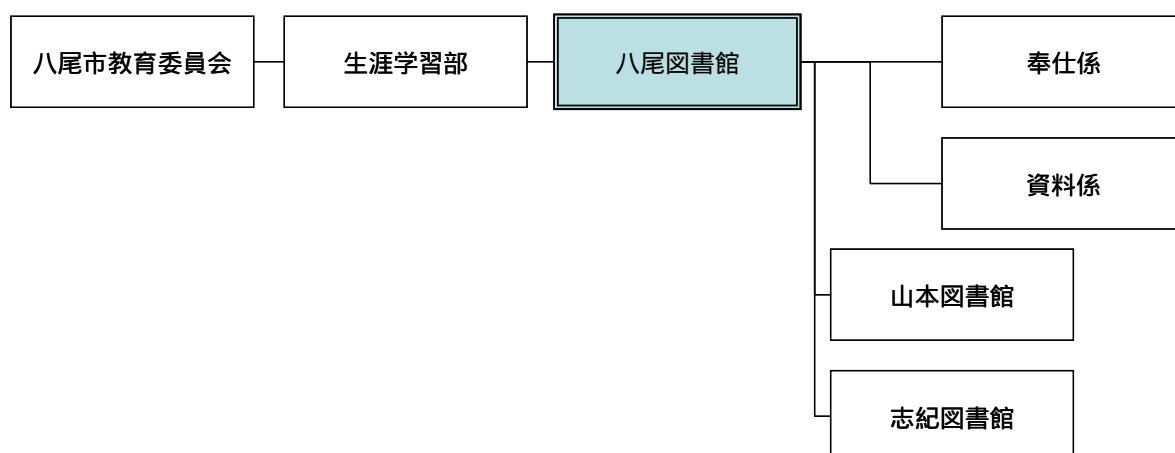 八尾市教育委員会
生涯学習部
八尾図書館
奉仕係
資料係
山本図書館
志紀図書館